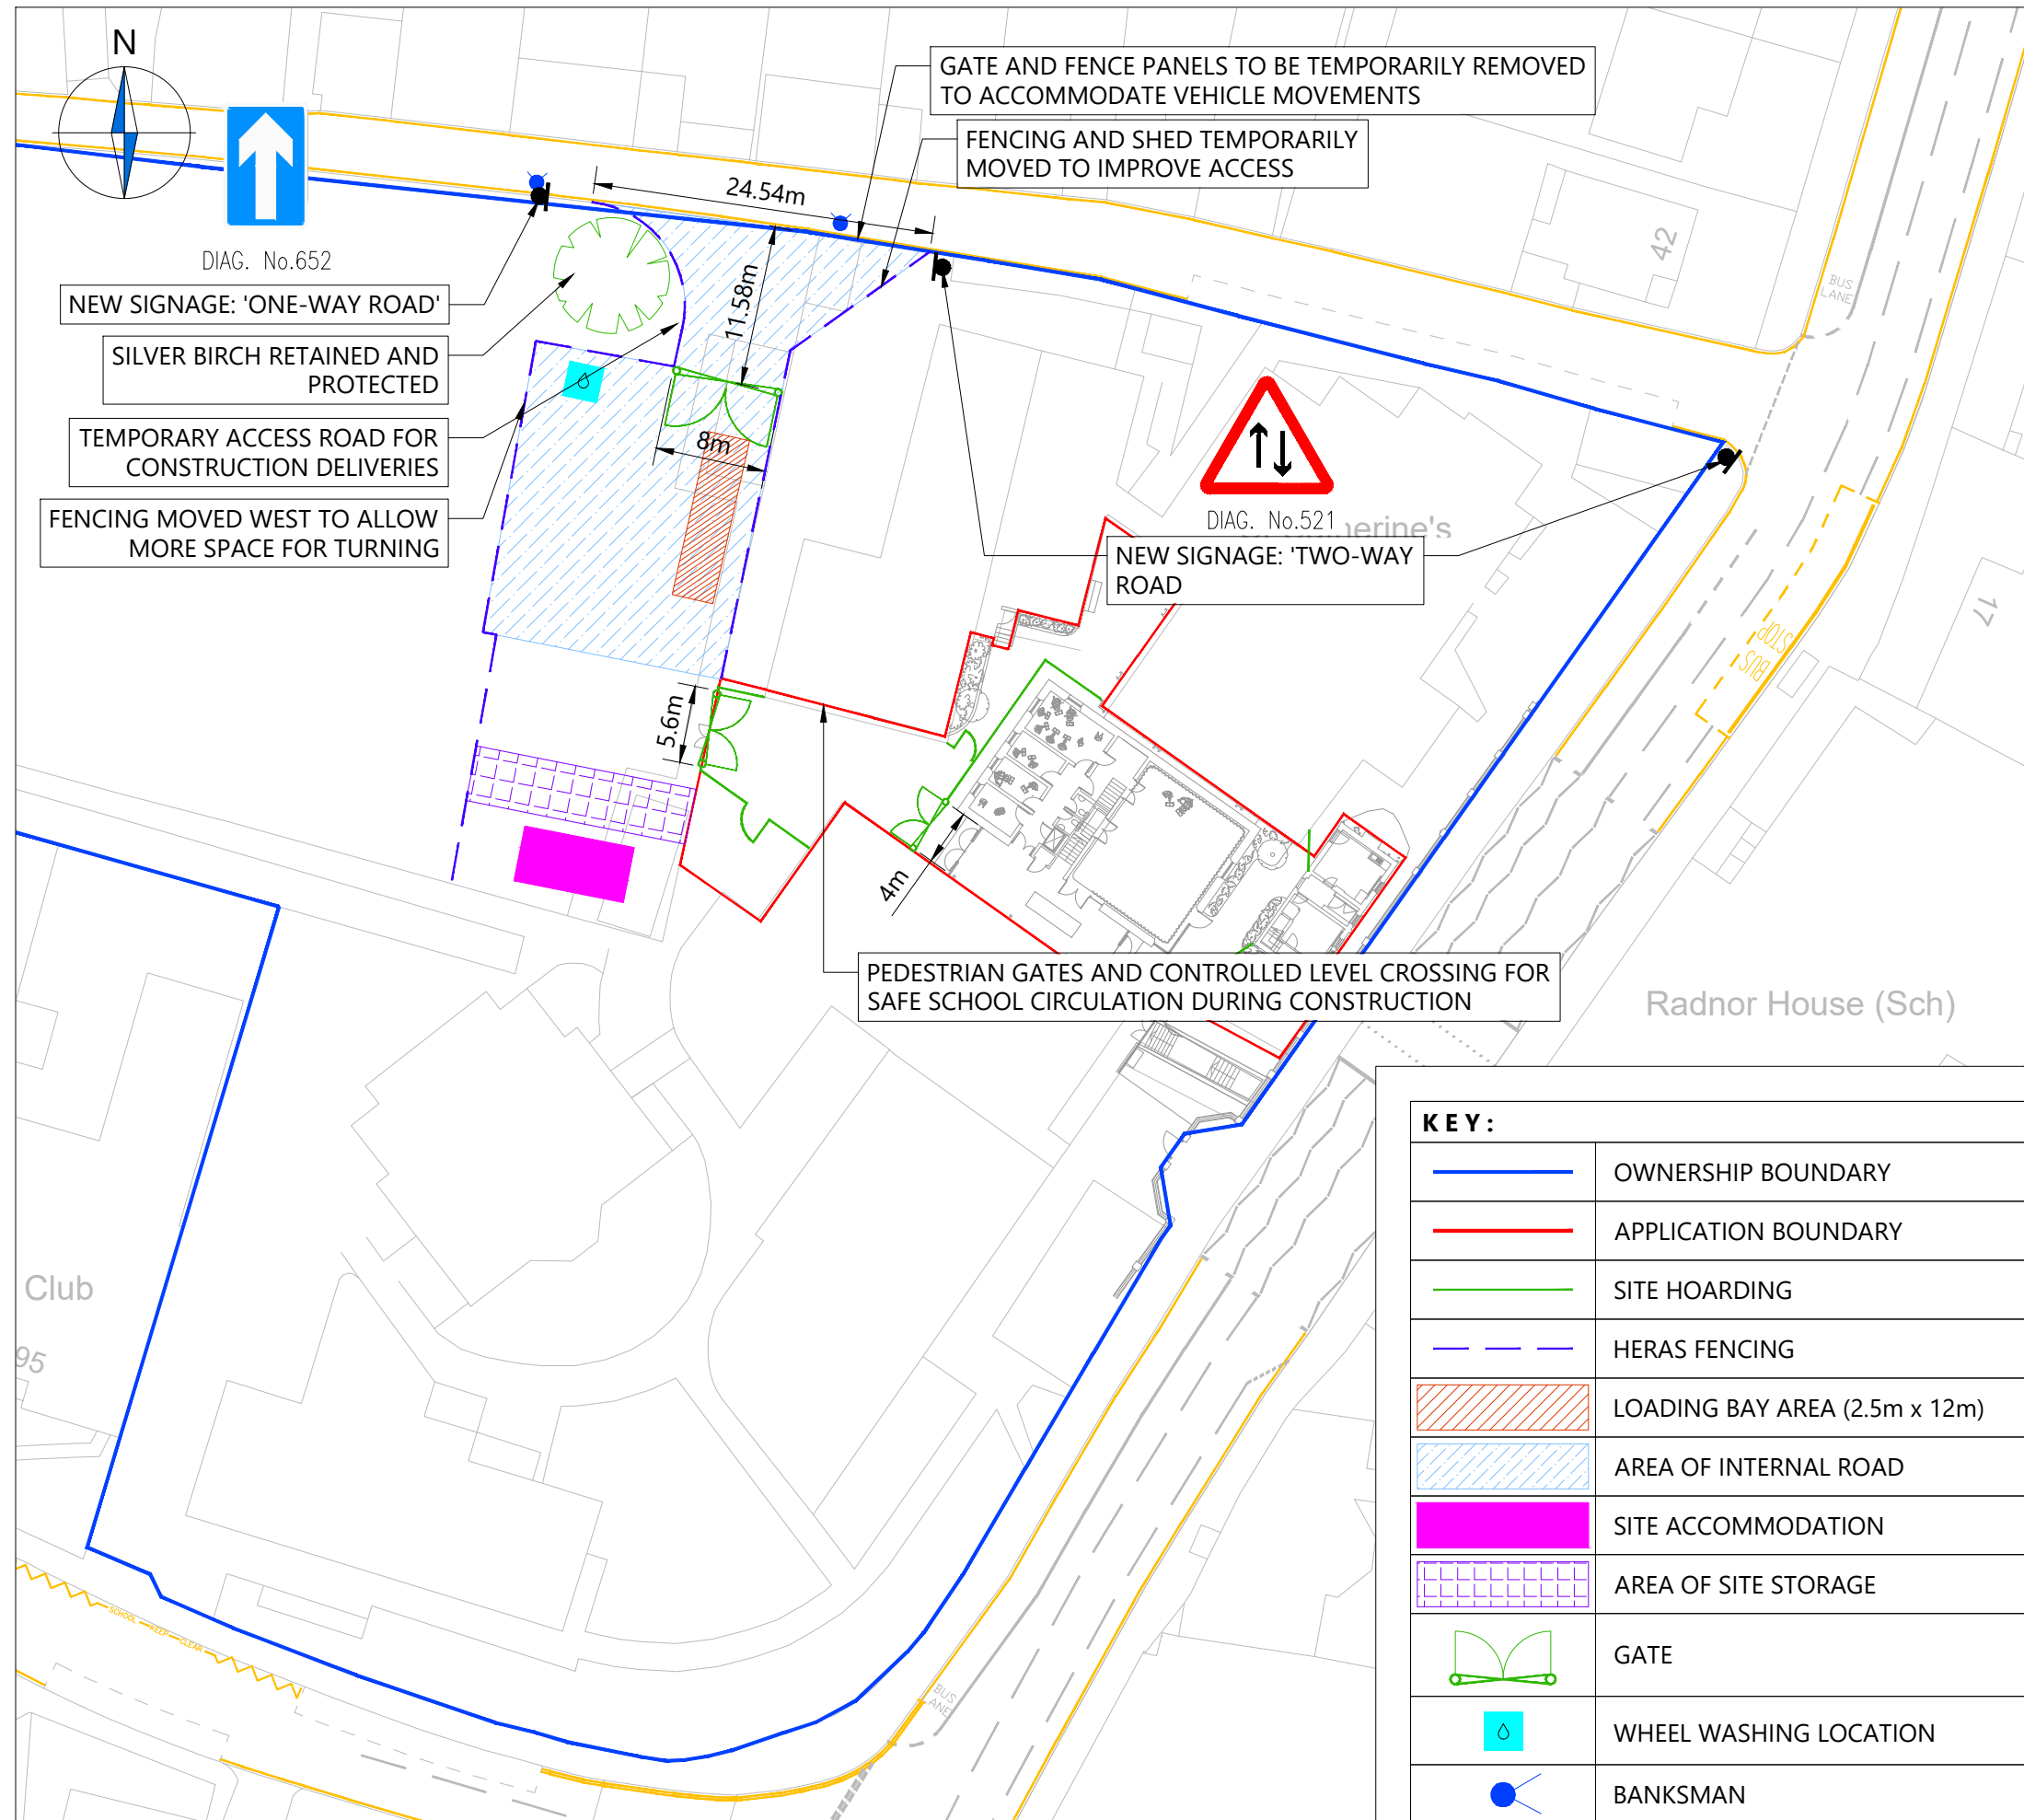 N
GATE AND FENCE PANELS TO BE TEMPORARILY REMOVED
TO ACCOMMODATE VEHICLE MOVEMENTS
FENCING AND SHED TEMPORARILY
MOVED TO IMPROVE ACCESS
24.54m
DIAG. No.652
NEW SIGNAGE: 'ONE-WAY ROAD'
SILVER BIRCH RETAINED AND
PROTECTED
TEMPORARY ACCESS ROAD FOR
CONSTRUCTION DELIVERIES
FENCING MOVED WEST TO ALLOW
MORE SPACE FOR TURNING
11.58m
8m
42
BUS
LANE
DIAG. No.521
NEW SIGNAGE: 'TWO-WAY
ROAD
17
BUS
STOP
5.6m
4m
PEDESTRIAN GATES AND CONTROLLED LEVEL CROSSING FOR
SAFE SCHOOL CIRCULATION DURING CONSTRUCTION
Radnor House (Sch)
Club
95
SCHOOL KEEP CLEAR
BUS
LANE
KEY:
OWNERSHIP BOUNDARY
APPLICATION BOUNDARY
SITE HOARDING
HERAS FENCING
LOADING BAY AREA (2.5m x 12m)
AREA OF INTERNAL ROAD
SITE ACCOMMODATION
AREA OF SITE STORAGE
GATE
WHEEL WASHING LOCATION
BANKSMAN